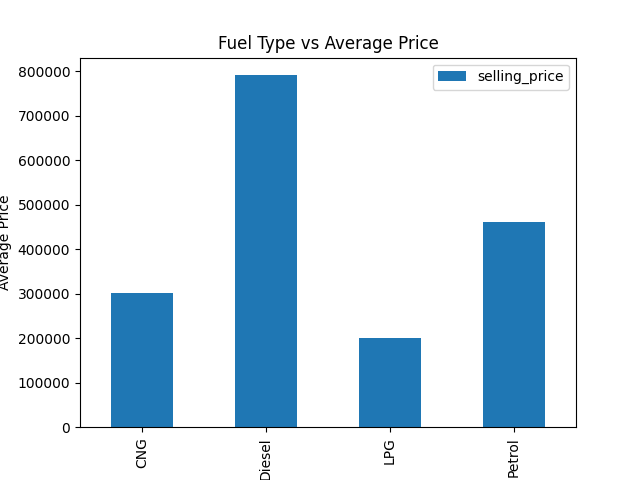 Fuel Type vs Average Price
selling_price
Average Price
800000
700000
600000
500000
400000
300000
200000
100000
0
CNG
Diesel
LPG
Petrol